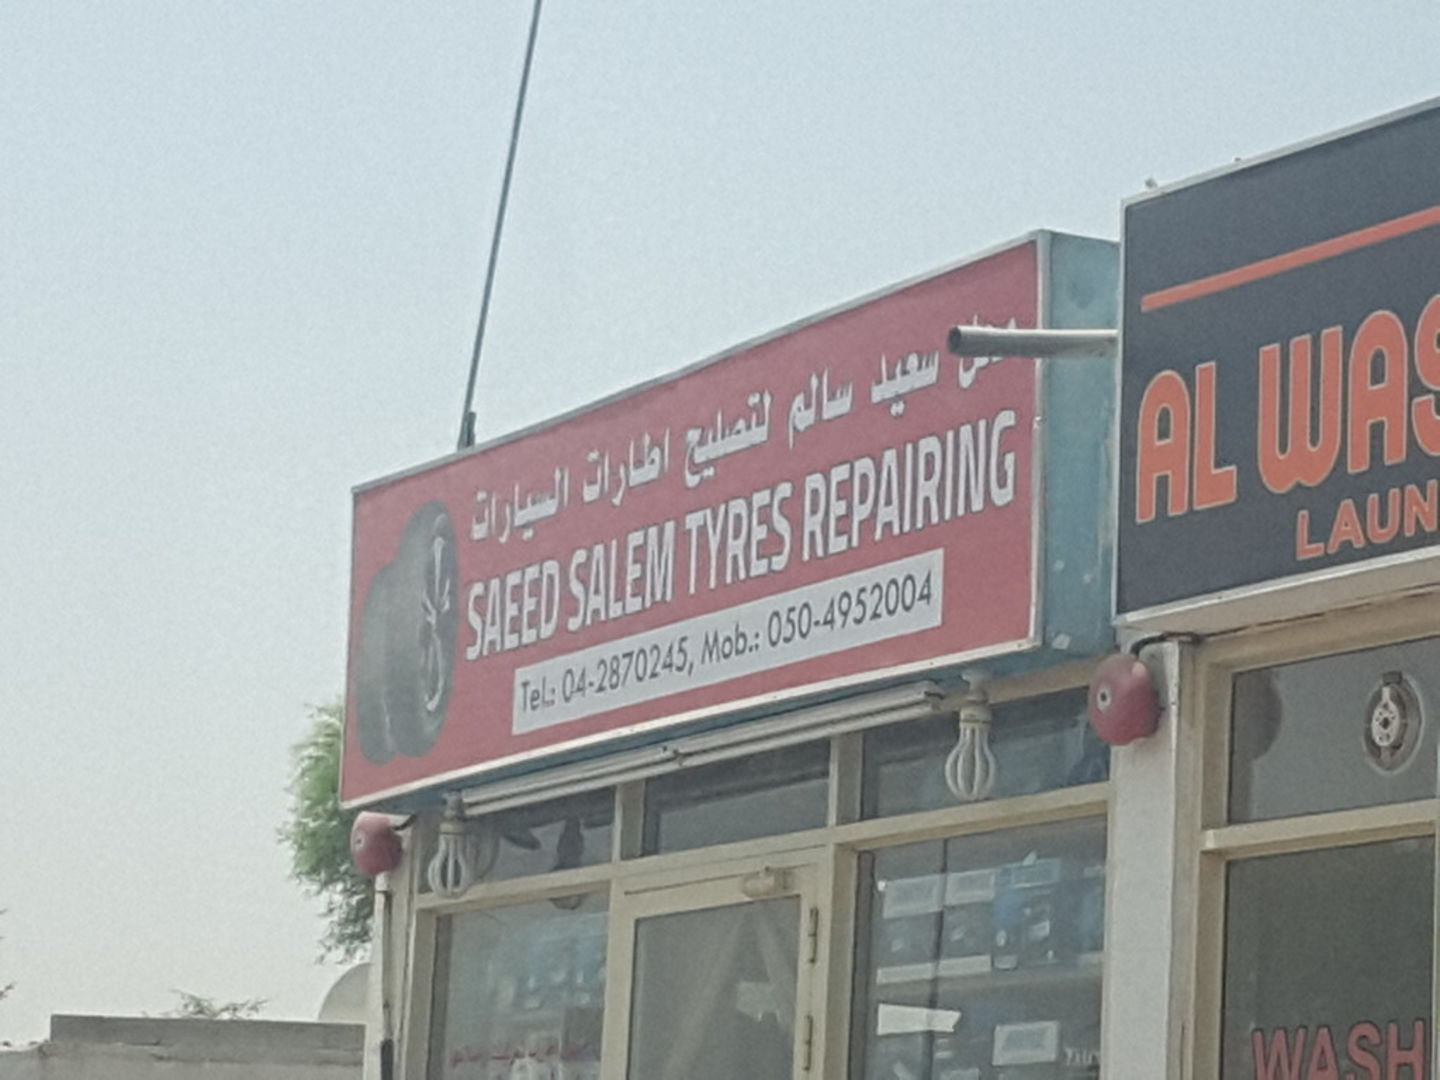 محل سعيد سالم لتصليح اطارات السيارات
SAEED SALEM TYRES REPAIRING
Tel.: 04-2870245, Mob.: 050-4952004
AL WAS
LAUN
WASH